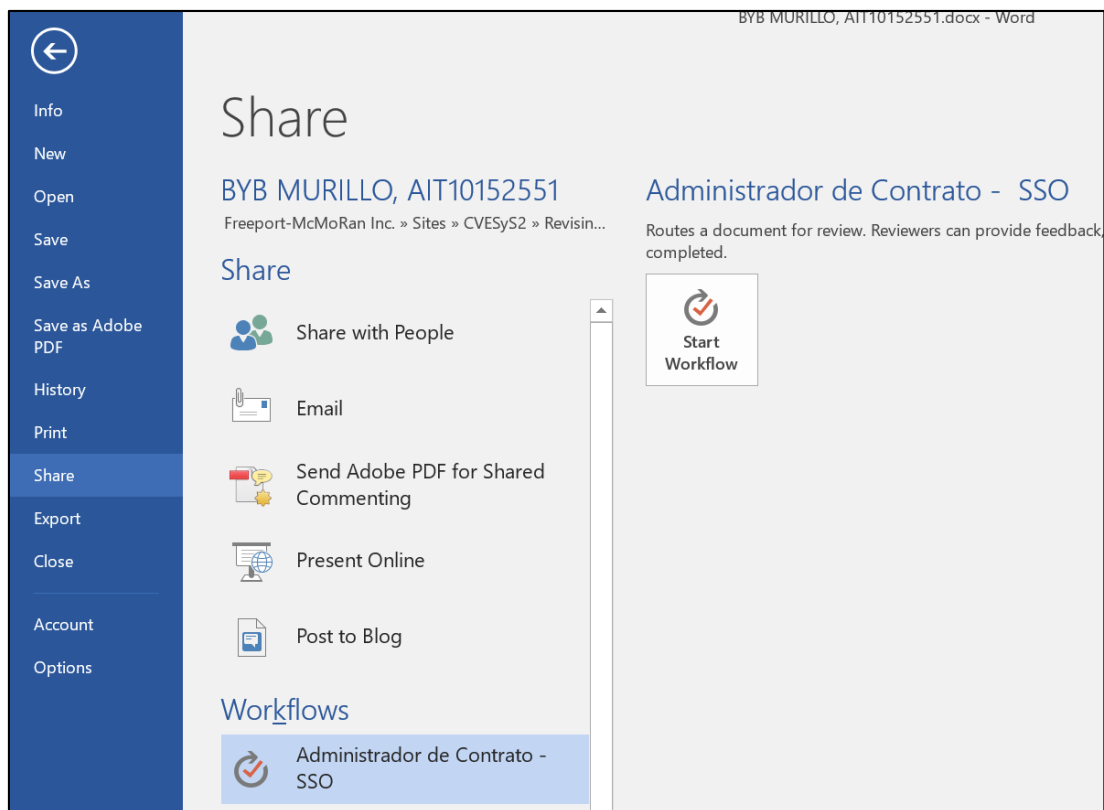 BYB MURILLO, AIT10152551.docx - Word
Info
New
Open
Save
Save As
Save as Adobe
PDF
History
Print
Share
Export
Close
Account
Options
Share
BYB MURILLO, AIT10152551
Freeport-McMoRan Inc. » Sites » CVESyS2 » Revisin...
Share
Share with People
Email
Send Adobe PDF for Shared
Commenting
Present Online
Post to Blog
Workflows
Administrador de Contrato -
SSO
Administrador de Contrato -  SSO
Routes a document for review. Reviewers can provide feedback,
completed.
Start
Workflow